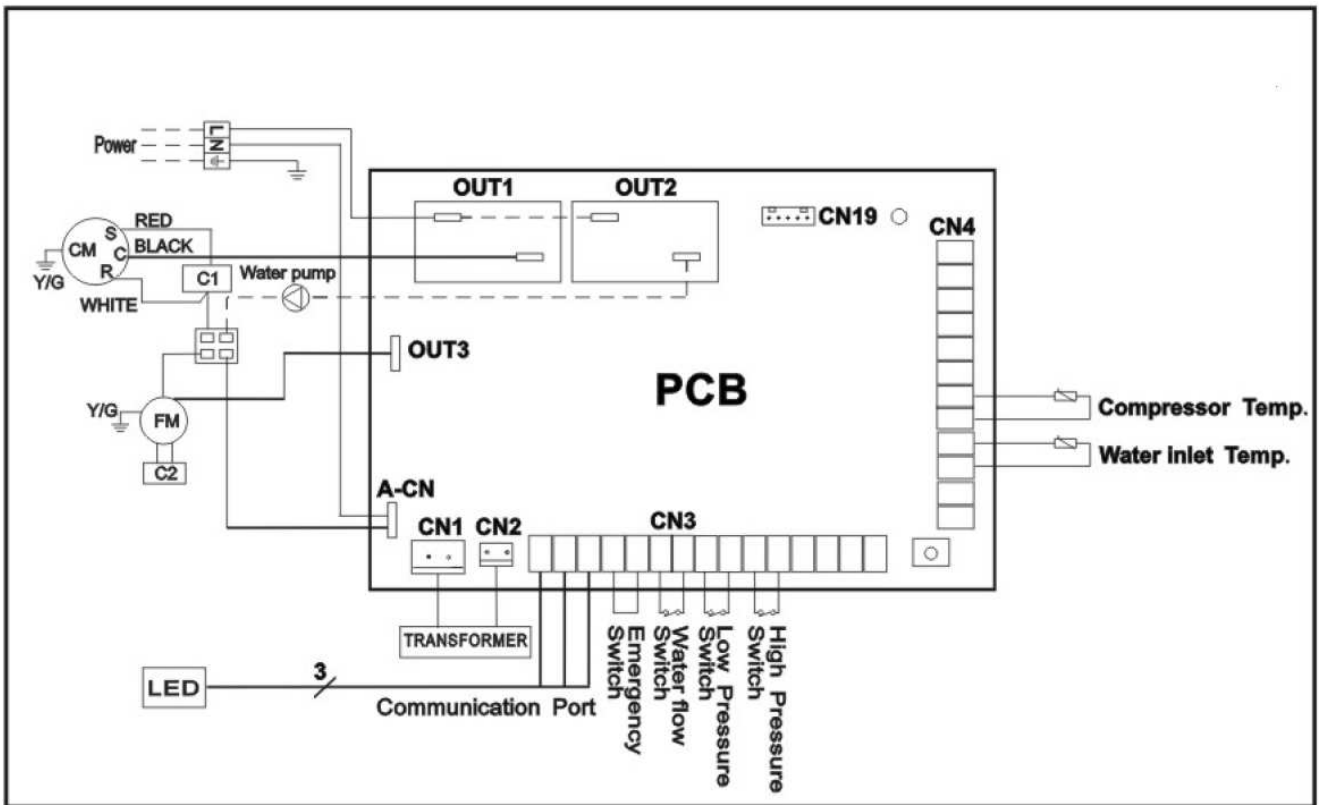 Power
L
N
OUT1
OUT2
CN19
CN4
RED
S
CM
C
BLACK
R
Y/G
C1
Water pump
WHITE
OUT3
PCB
Y/G
FM
C2
Compressor Temp.
Water inlet Temp.
A-CN
CN1
CN2
CN3
TRANSFORMER
Emergency
Switch
Water flow
Switch
Low Pressure
Switch
High Pressure
Switch
LED
3
Communication Port